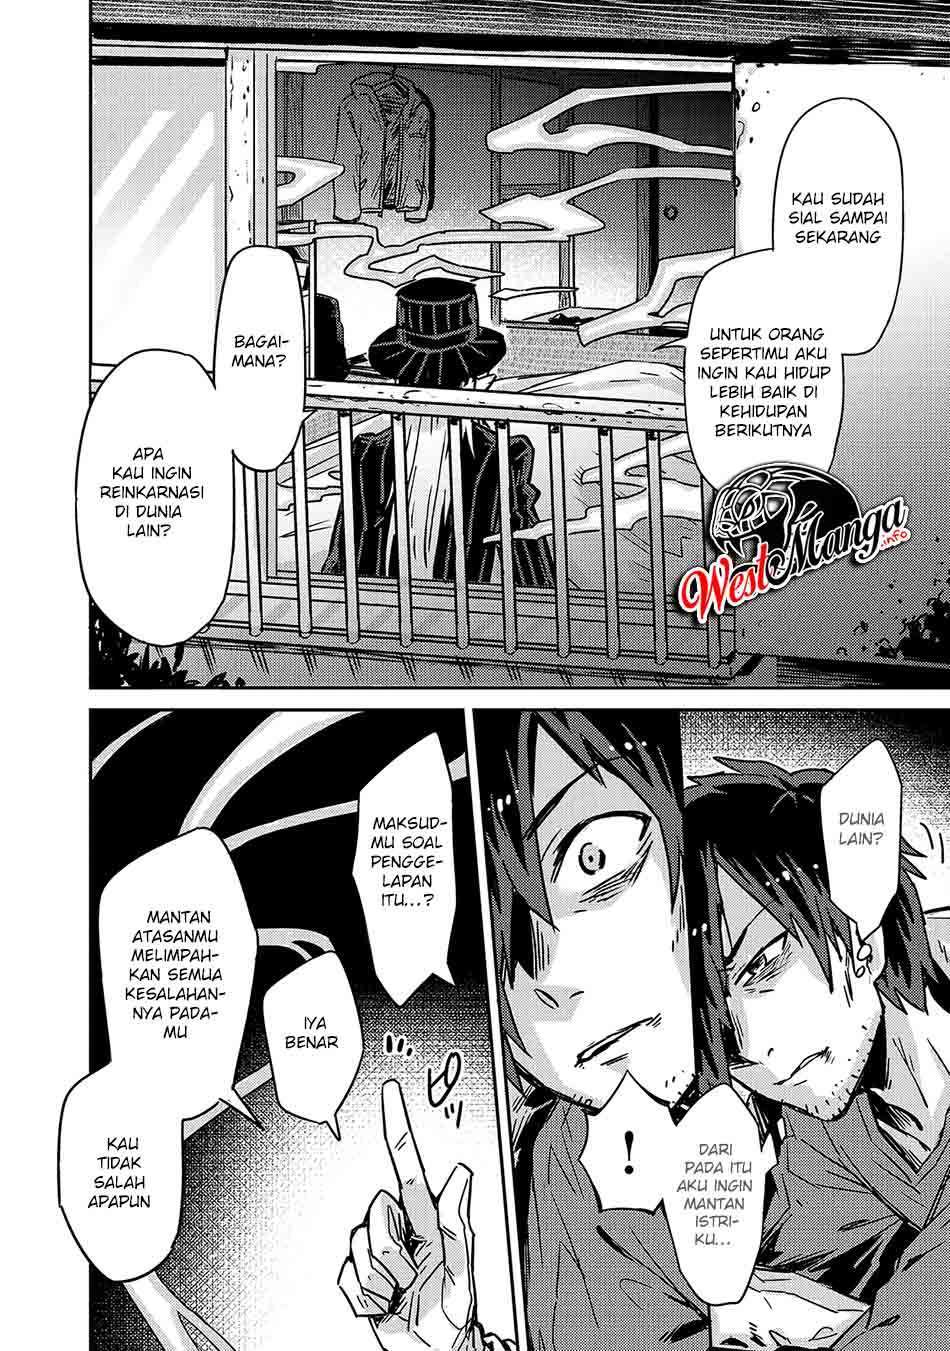 KAU SUDAH
SIAL SAMPAI
SEKARANG
UNTUK ORANG
SEPERTIMU AKU
INGIN KAU HIDUP
LEBIH BAIK DI
KEHIDUPAN
BERIKUTNYA
BAGAI-
MANA?
APA
KAU INGIN
REINKARNASI
DI DUNIA
LAIN?
WestManga
.info
DUNIA
LAIN?
DARI
PADA ITU
AKU INGIN
MANTAN
ISTRI-
KU...
!
MAKSUD-
MU SOAL
PENGGE-
LAPAN
ITU...?
IYA
BENAR
MANTAN
ATASANMU
MELIMPAH-
KAN SEMUA
KESALAHAN-
NYA PADA-
MU
KAU
TIDAK
SALAH
APAPUN